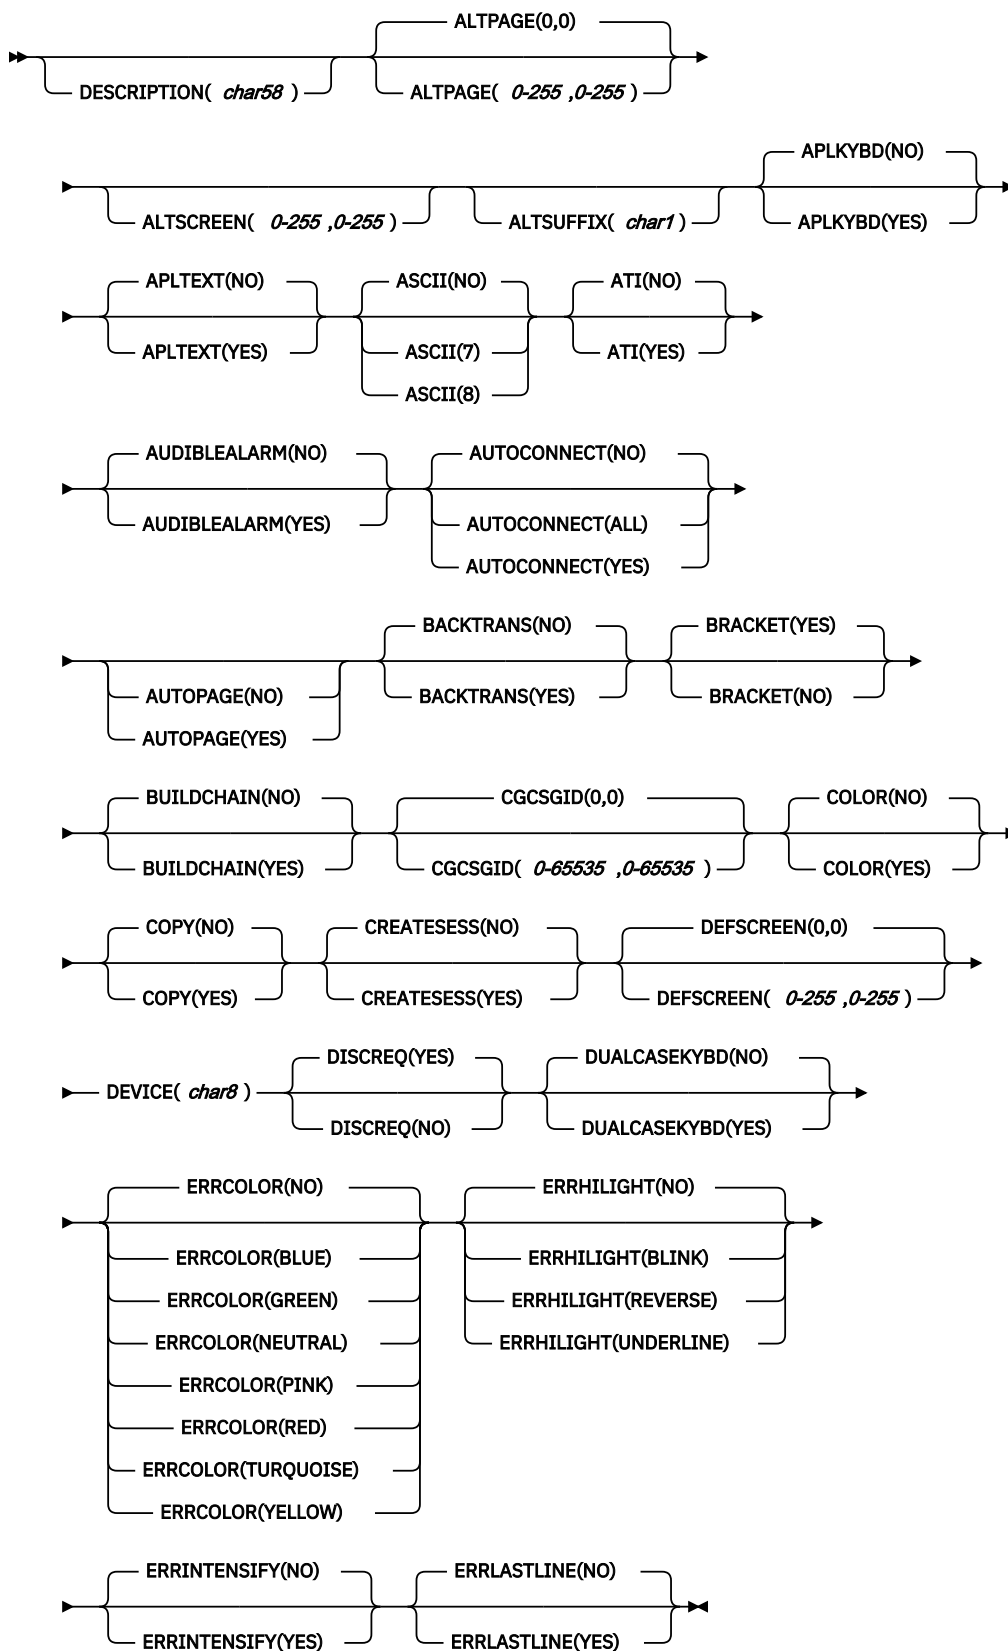 ALTPAGE(0,0)
DESCRIPTION( char58 ) ALTPAGE( 0-255 ,0-255 )
APLKYBD(NO)
ALTSCREEN( 0-255 ,0-255 ) ALTSUFFIX( char1 ) APLKYBD(YES)
APLTEXT(NO) ASCII(NO) ATI(NO)
APLTEXT(YES) ASCII(7) ATI(YES)
ASCII(8)
AUDIBLEALARM(NO) AUTOCONNECT(NO)
AUDIBLEALARM(YES) AUTOCONNECT(ALL)
AUTOCONNECT(YES)
BACKTRANS(NO) BRACKET(YES)
AUTOPAGE(NO) BACKTRANS(YES) BRACKET(NO)
AUTOPAGE(YES)
BUILDCHAIN(NO) CGCSGID(0,0) COLOR(NO)
BUILDCHAIN(YES) CGCSGID( 0-65535 ,0-65535 ) COLOR(YES)
COPY(NO) CREATESESS(NO) DEFSCREEN(0,0)
COPY(YES) CREATESESS(YES) DEFSCREEN( 0-255 ,0-255 )
DISCREQ(YES) DUALCASEKYBD(NO)
DEVICE( char8 )
DISCREQ(NO) DUALCASEKYBD(YES)
ERRCOLOR(NO) ERRHILIGHT(NO)
ERRCOLOR(BLUE) ERRHILIGHT(BLINK)
ERRCOLOR(GREEN) ERRHILIGHT(REVERSE)
ERRCOLOR(NEUTRAL) ERRHILIGHT(UNDERLINE)
ERRCOLOR(PINK)
ERRCOLOR(RED)
ERRCOLOR(TURQUOISE)
ERRCOLOR(YELLOW)
ERRINTENSIFY(NO) ERRLASTLINE(NO)
ERRINTENSIFY(YES) ERRLASTLINE(YES)